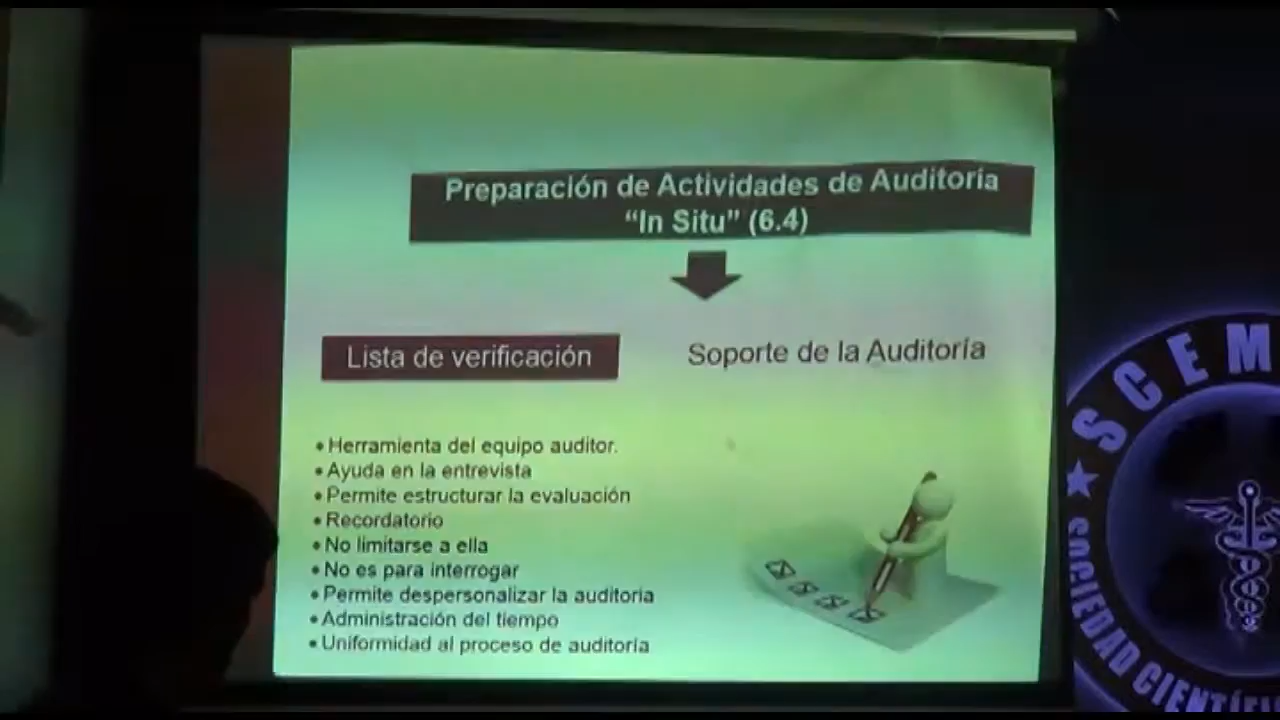 Preparación de Actividades de Auditoría
“In Situ” (6.4)
Lista de verificación
Soporte de la Auditoría
• Herramienta del equipo auditor.
• Ayuda en la entrevista
• Permite estructurar la evaluación
• Recordatorio
• No limitarse a ella
• No es para interrogar
• Permite despersonalizar la auditoria
• Administración del tiempo
• Uniformidad al proceso de auditoría
SCEM
SOCIEDAD CIENTÍFI